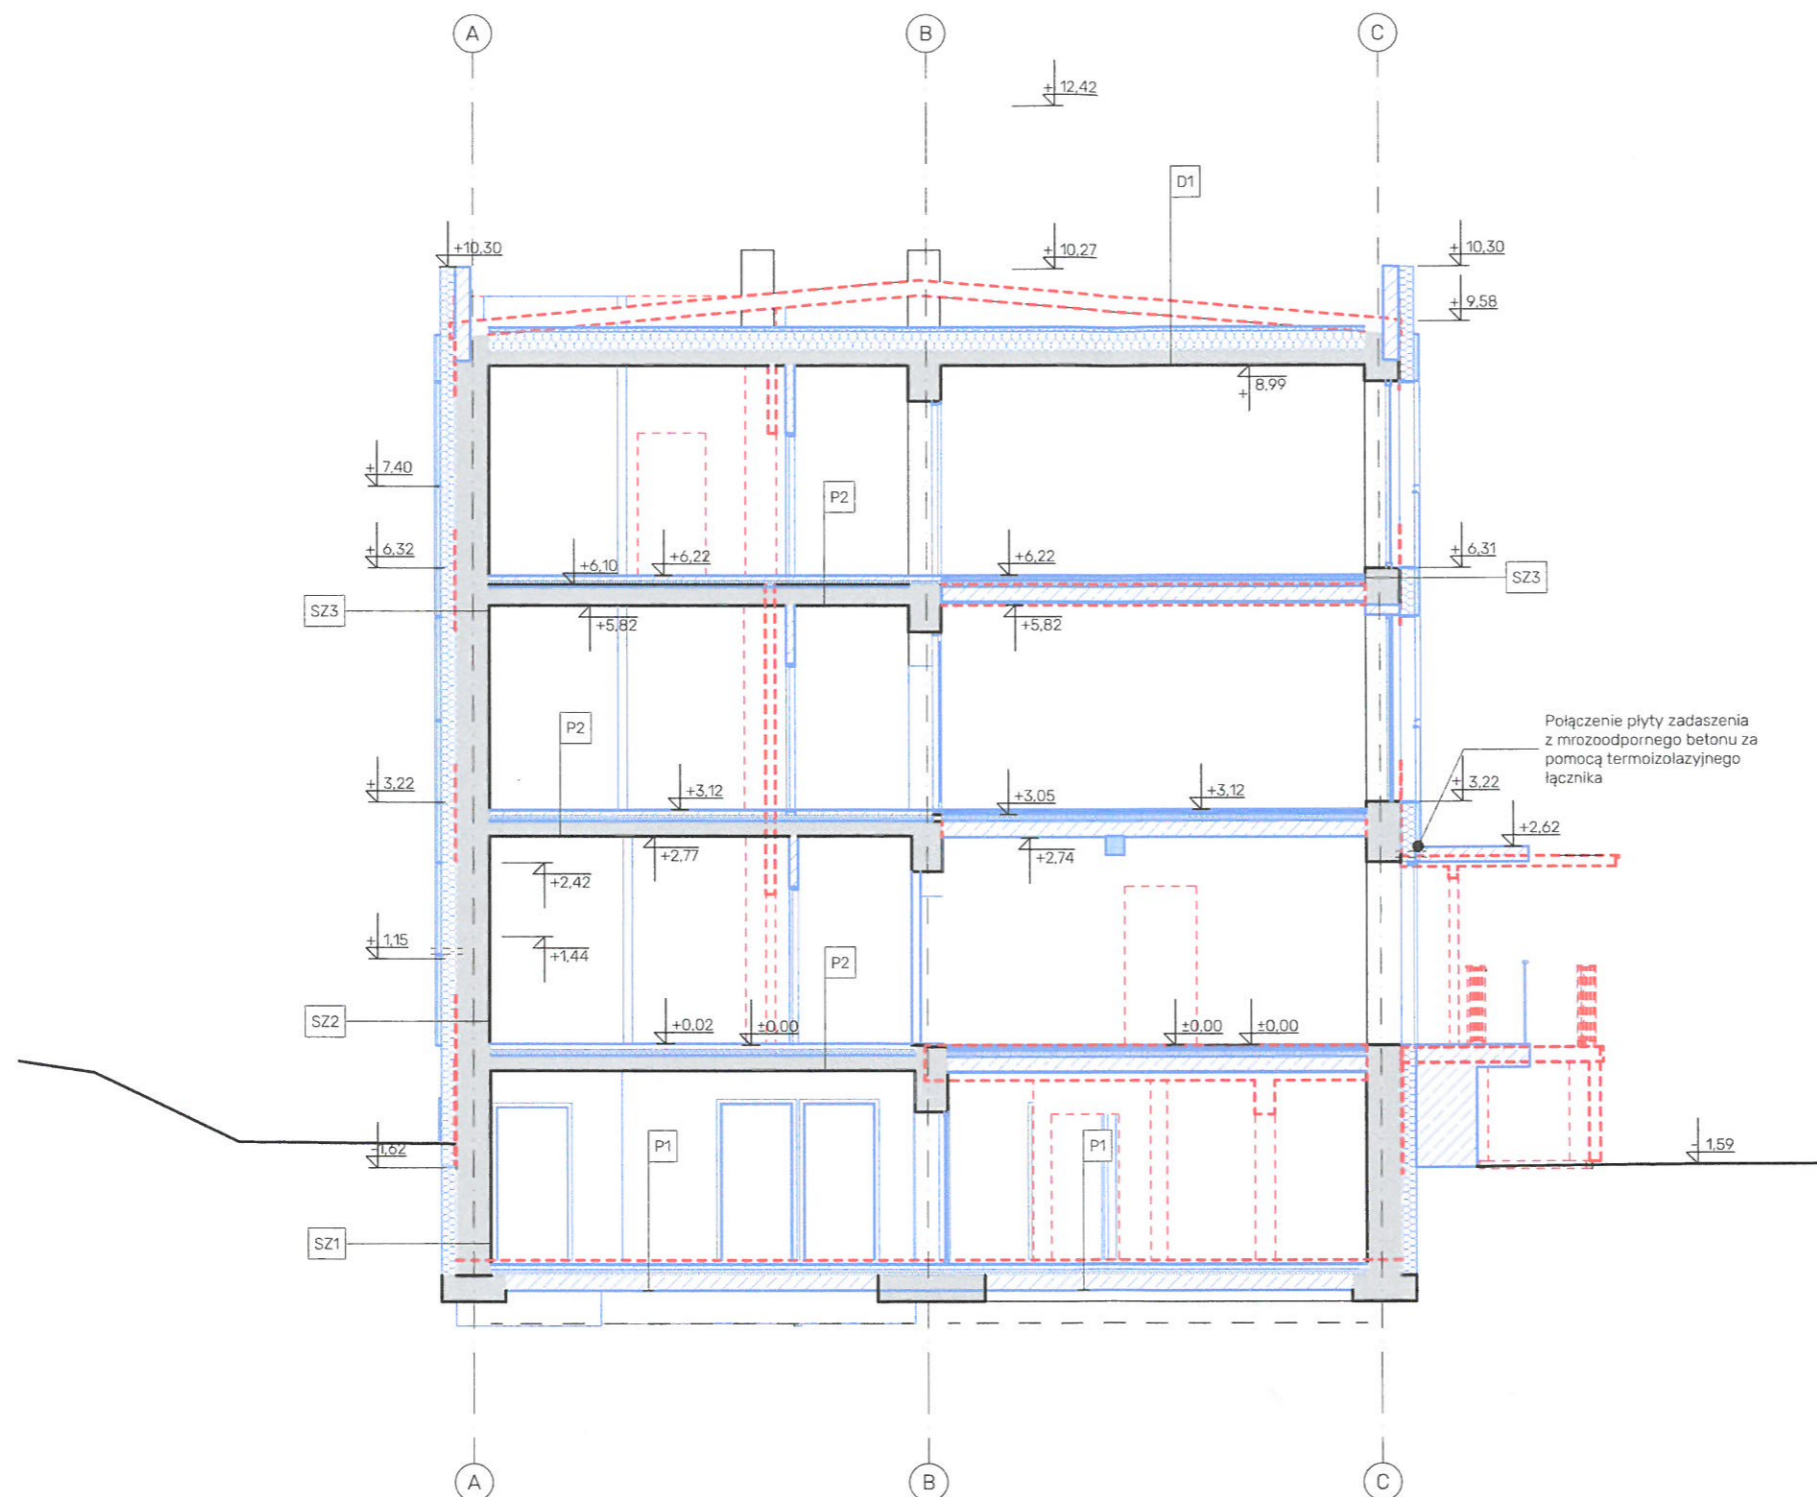 A B C
+ 12,42
D1
+10,30
+ 10,27
+ 10,30
+ 9,58
+ 8,99
+ 7,40
P2
+ 6,32
+6,10
+6,22
+6,22
+ 6,31
SZ3
SZ3
+5,82
+5,82
P2
Połączenie płyty zadaszenia
z mrozoodpornego betonu za
pomocą termoizolazyjnego
łącznika
+ 3,22
+3,12
+3,05
+3,12
+ 3,22
+2,62
+2,77
+2,74
+2,42
+ 1,15
+1,44
P2
SZ2
+0,02
±0,00
±0,00
±0,00
-1,62
P1
P1
- 1,59
SZ1
A B C